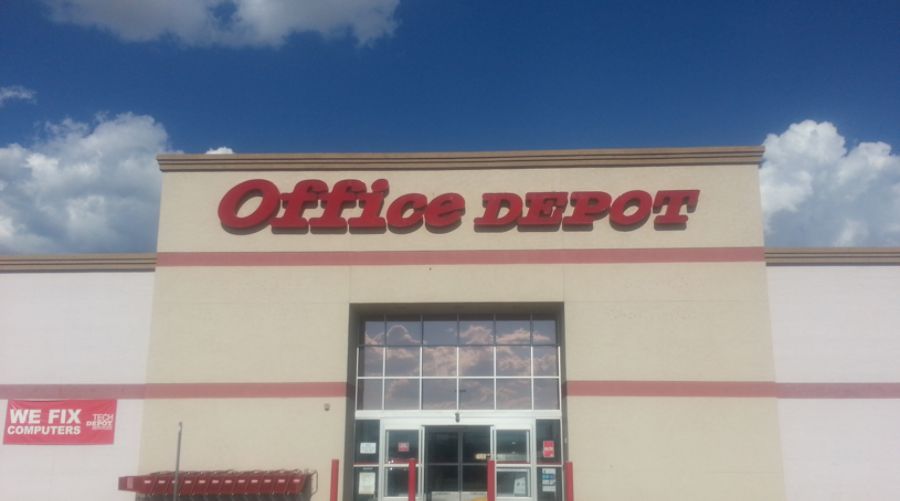 Office DEPOT
WE FIX
COMPUTERS
TECH
DEPOT